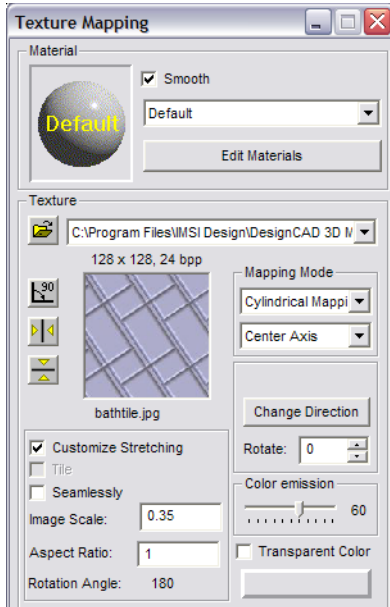 Texture Mapping
Material
Default
Smooth
Default
Edit Materials
Texture
C:\Program Files\IMSI Design\DesignCAD 3D M
128 x 128, 24 bpp
90
bathtile.jpg
Mapping Mode
Cylindrical Mappi
Center Axis
Change Direction
Rotate: 0
Customize Stretching
Tile
Seamlessly
Image Scale: 0.35
Aspect Ratio: 1
Rotation Angle: 180
Color emission
60
Transparent Color